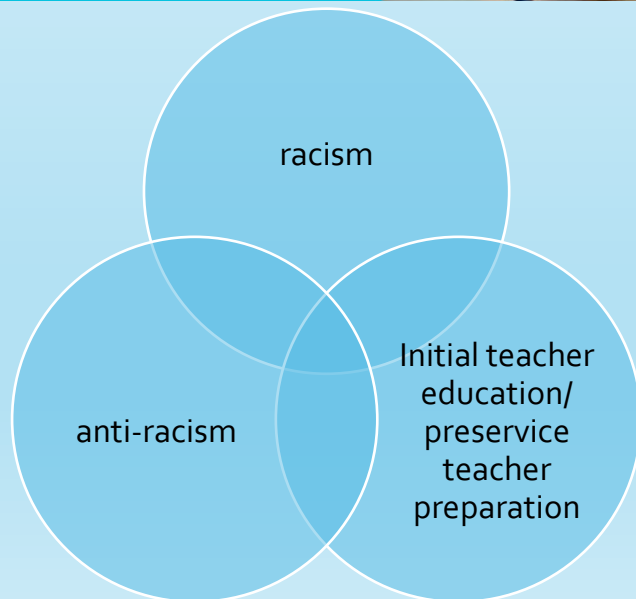 racism
anti-racism
Initial teacher
education/
preservice
teacher
preparation